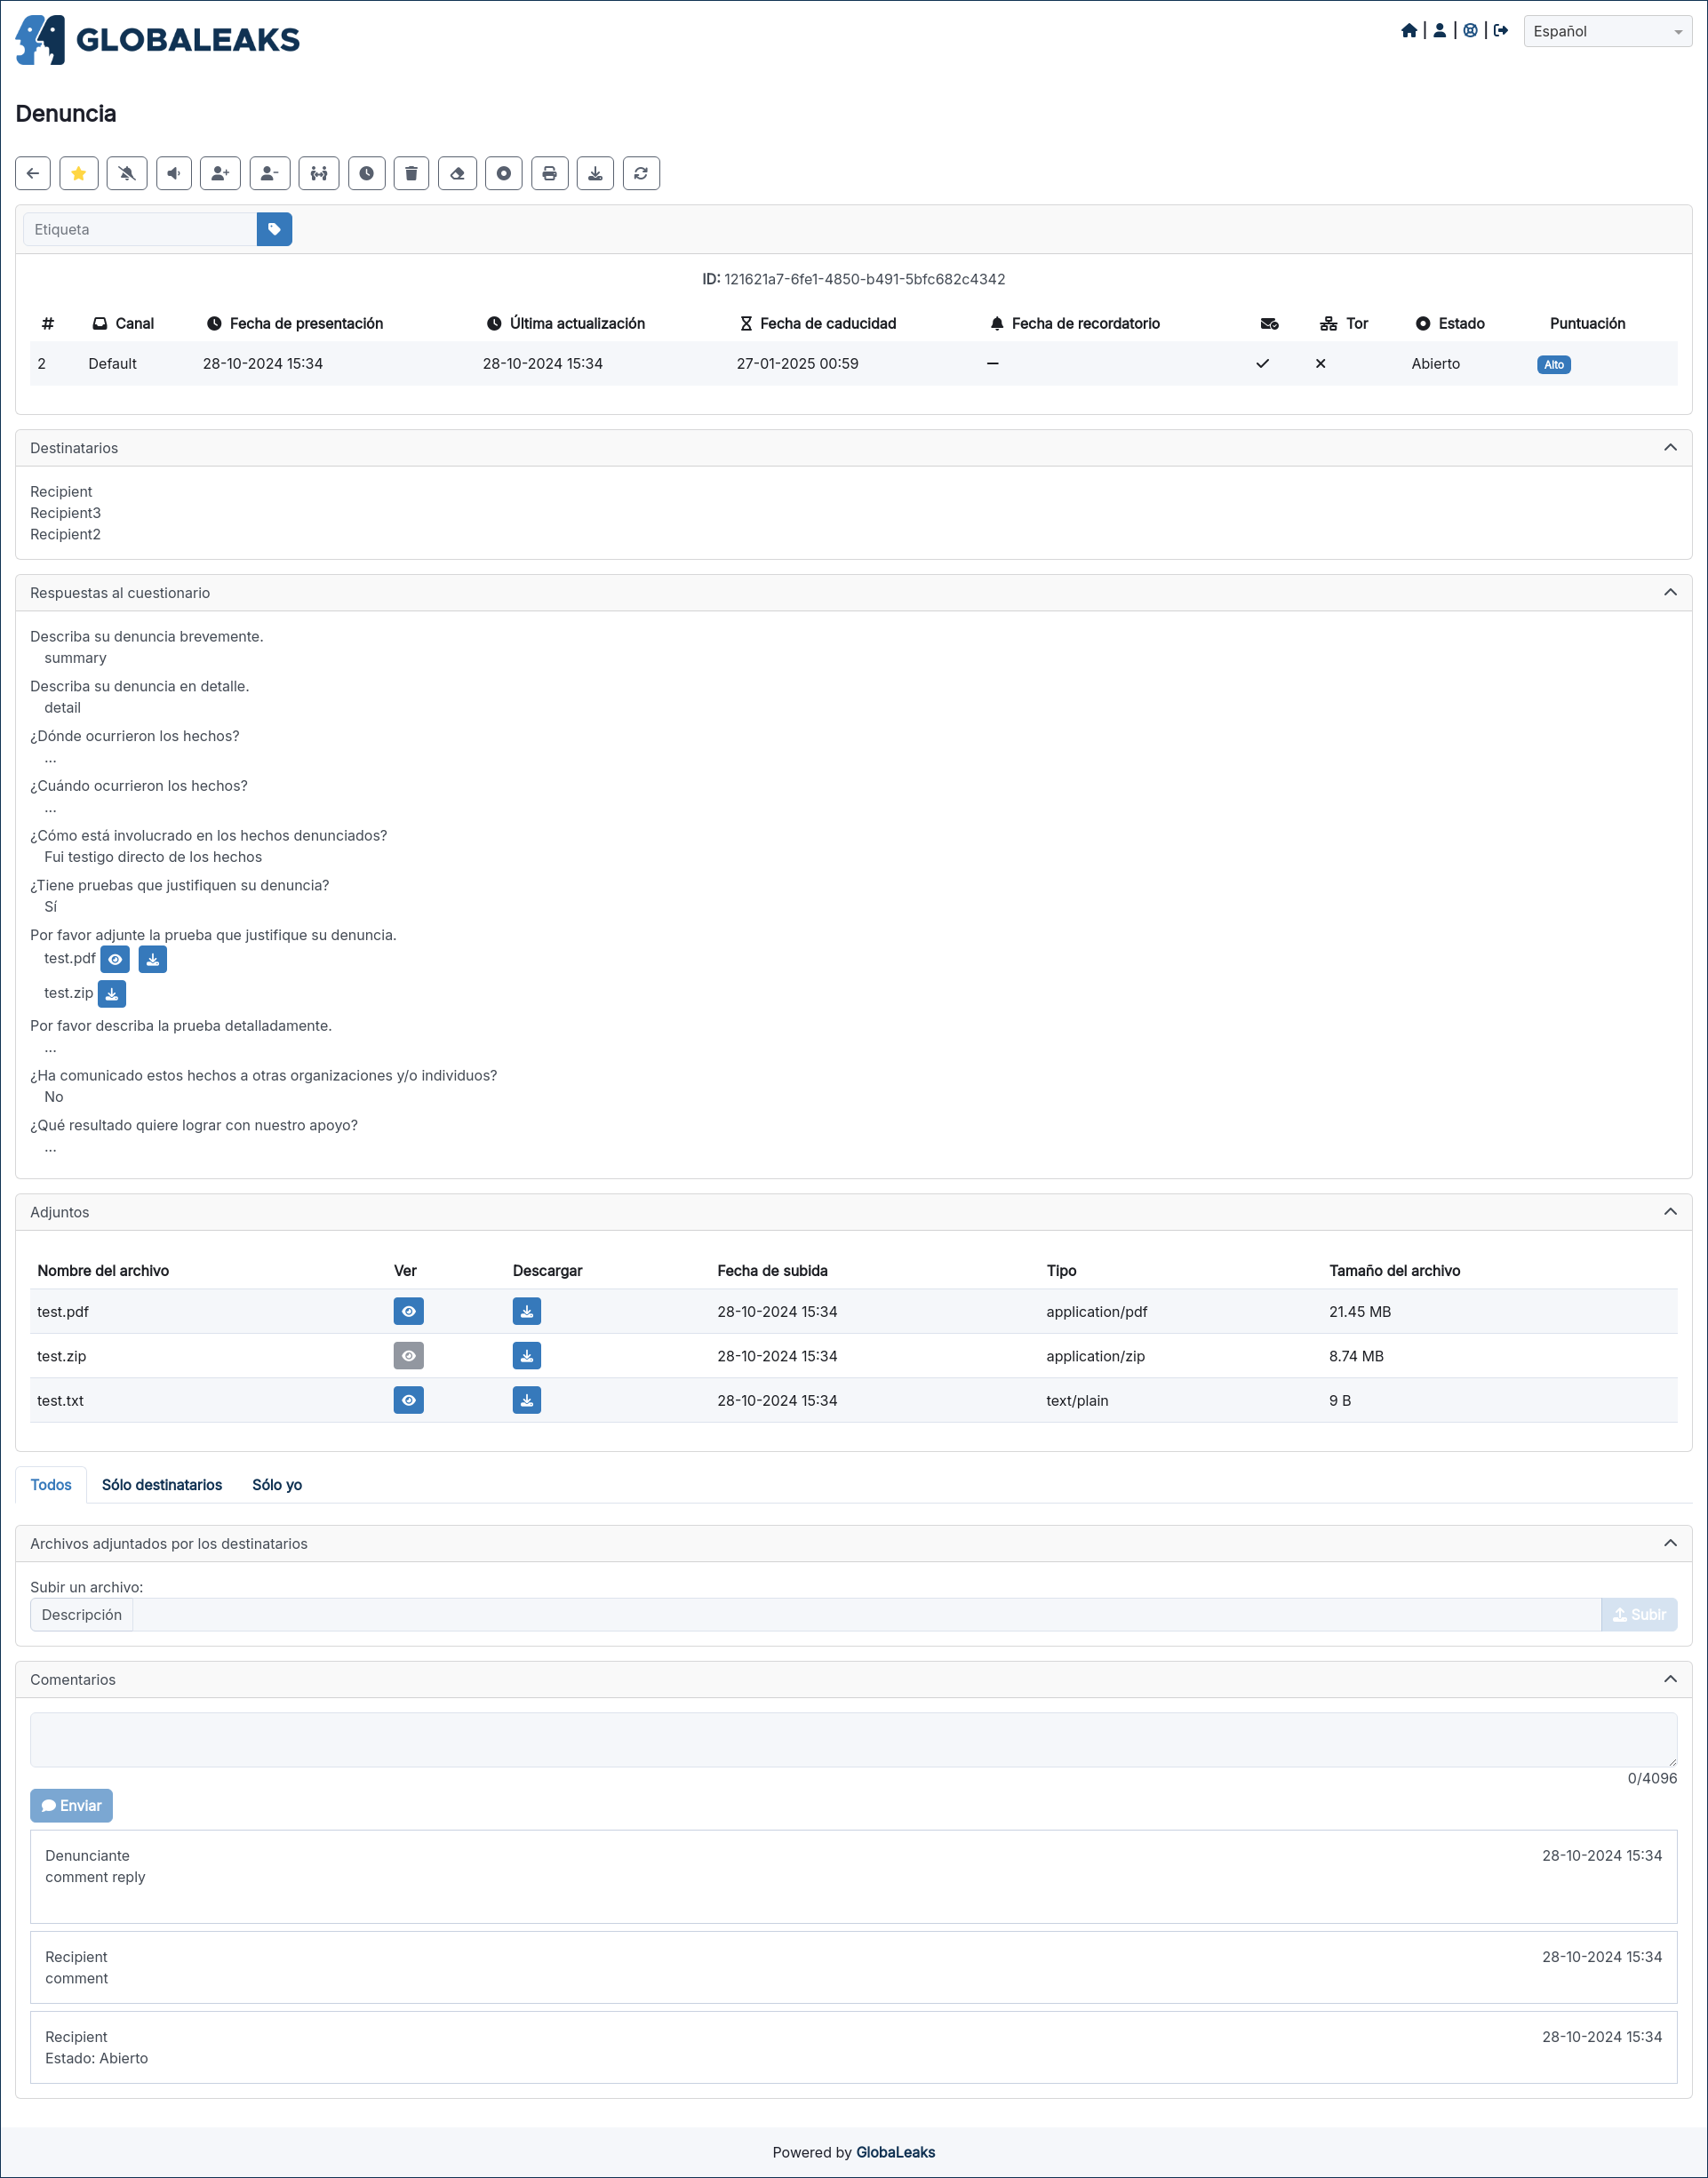 GLOBALEAKS
Español
Denuncia
Etiqueta
ID: 121621a7-6fe1-4850-b491-5bfc682c4342
# Canal Fecha de presentación Última actualización Fecha de caducidad Fecha de recordatorio Tor Estado Puntuación
2 Default 28-10-2024 15:34 28-10-2024 15:34 27-01-2025 00:59 Abierto Alto
Destinatarios
Recipient
Recipient3
Recipient2
Respuestas al cuestionario
Describa su denuncia brevemente.
summary
Describa su denuncia en detalle.
detail
¿Dónde ocurrieron los hechos?
...
¿Cuándo ocurrieron los hechos?
...
¿Cómo está involucrado en los hechos denunciados?
Fui testigo directo de los hechos
¿Tiene pruebas que justifiquen su denuncia?
Sí
Por favor adjunte la prueba que justifique su denuncia.
test.pdf
test.zip
Por favor describa la prueba detalladamente.
...
¿Ha comunicado estos hechos a otras organizaciones y/o individuos?
No
¿Qué resultado quiere lograr con nuestro apoyo?
...
Adjuntos
Nombre del archivo Ver Descargar Fecha de subida Tipo Tamaño del archivo
test.pdf 28-10-2024 15:34 application/pdf 21.45 MB
test.zip 28-10-2024 15:34 application/zip 8.74 MB
test.txt 28-10-2024 15:34 text/plain 9 B
Todos Sólo destinatarios Sólo yo
Archivos adjuntados por los destinatarios
Subir un archivo:
Descripción Subir
Comentarios
0/4096
Enviar
Denunciante 28-10-2024 15:34
comment reply
Recipient 28-10-2024 15:34
comment
Recipient 28-10-2024 15:34
Estado: Abierto
Powered by GlobaLeaks